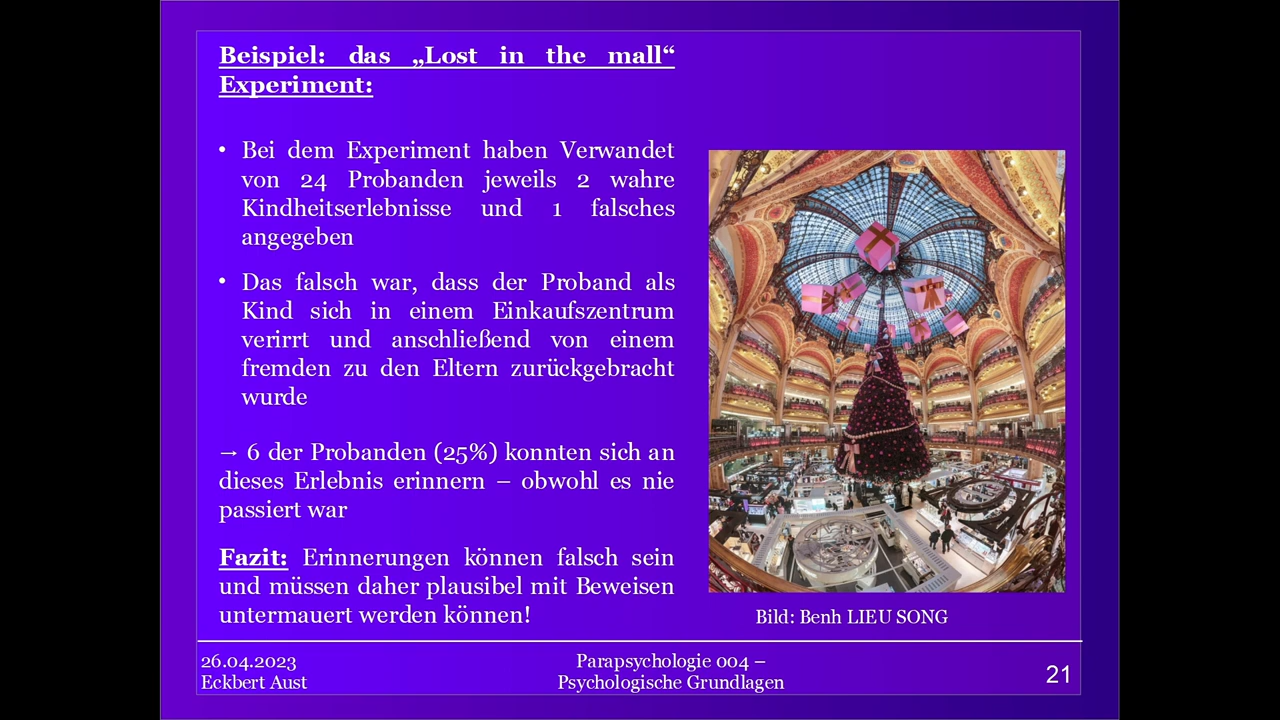 Beispiel: das „Lost in the mall“
Experiment:
• Bei dem Experiment haben Verwandet
von 24 Probanden jeweils 2 wahre
Kindheitserlebnisse und 1 falsches
angegeben
• Das falsch war, dass der Proband als
Kind sich in einem Einkaufszentrum
verirrt und anschließend von einem
fremden zu den Eltern zurückgebracht
wurde
→ 6 der Probanden (25%) konnten sich an
dieses Erlebnis erinnern – obwohl es nie
passiert war
Fazit: Erinnerungen können falsch sein
und müssen daher plausibel mit Beweisen
untermauert werden können!
Bild: Benh LIEU SONG
26.04.2023
Eckbert Aust
Parapsychologie 004 –
Psychologische Grundlagen
21